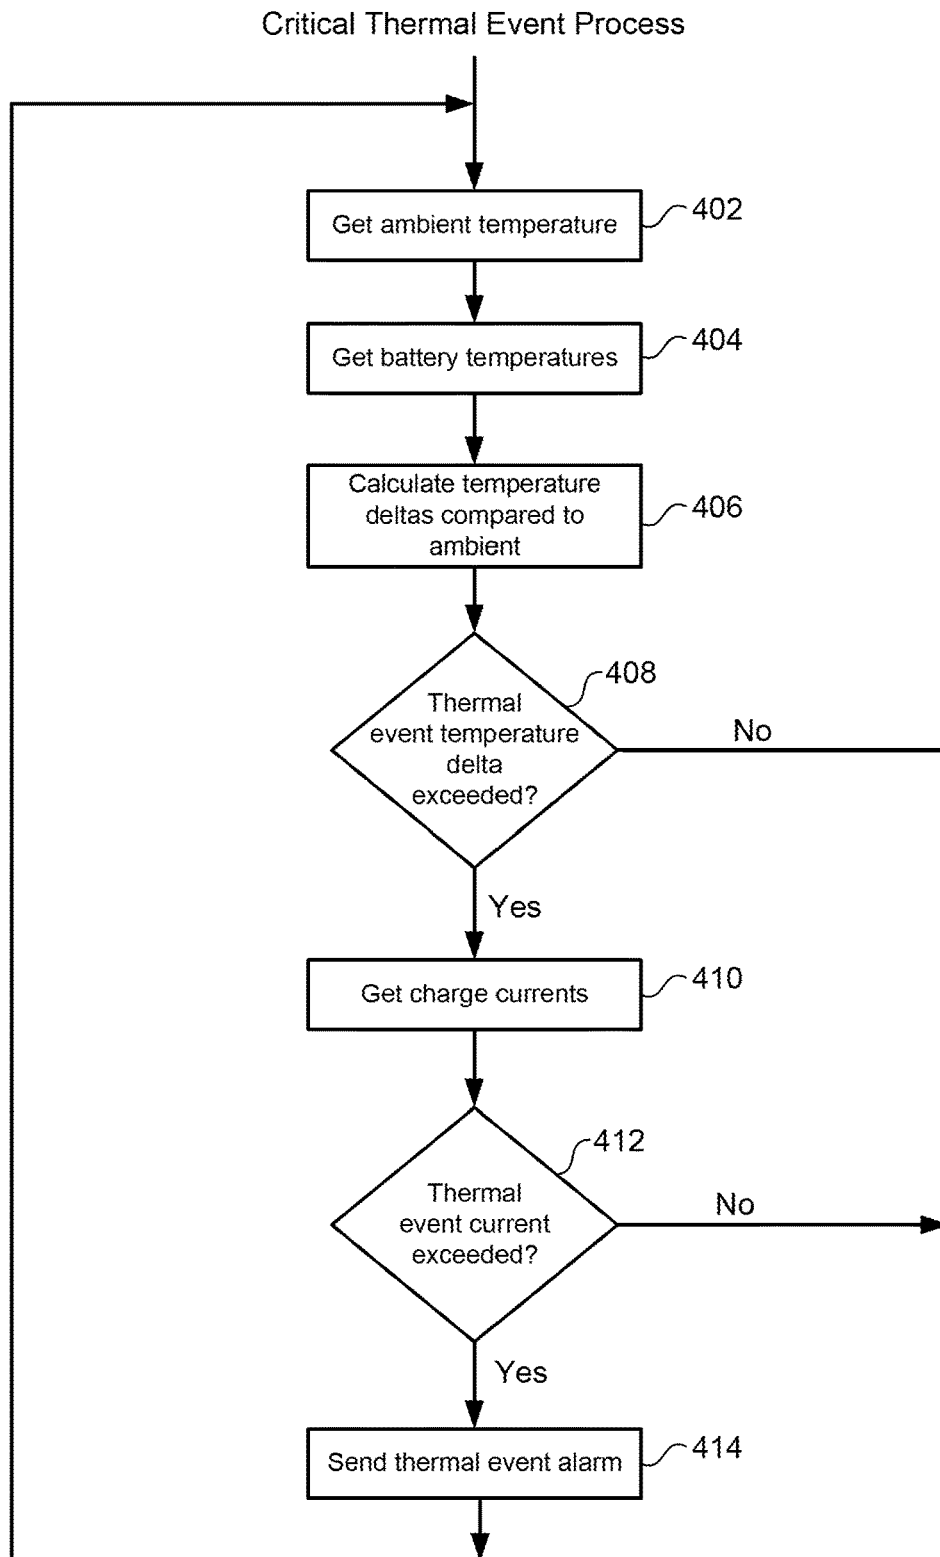 Critical Thermal Event Process
Get ambient temperature
402
Get battery temperatures
404
Calculate temperature
deltas compared to
ambient
406
408
Thermal
event temperature
delta
exceeded?
No
Yes
Get charge currents
410
412
Thermal
event current
exceeded?
No
Yes
Send thermal event alarm
414